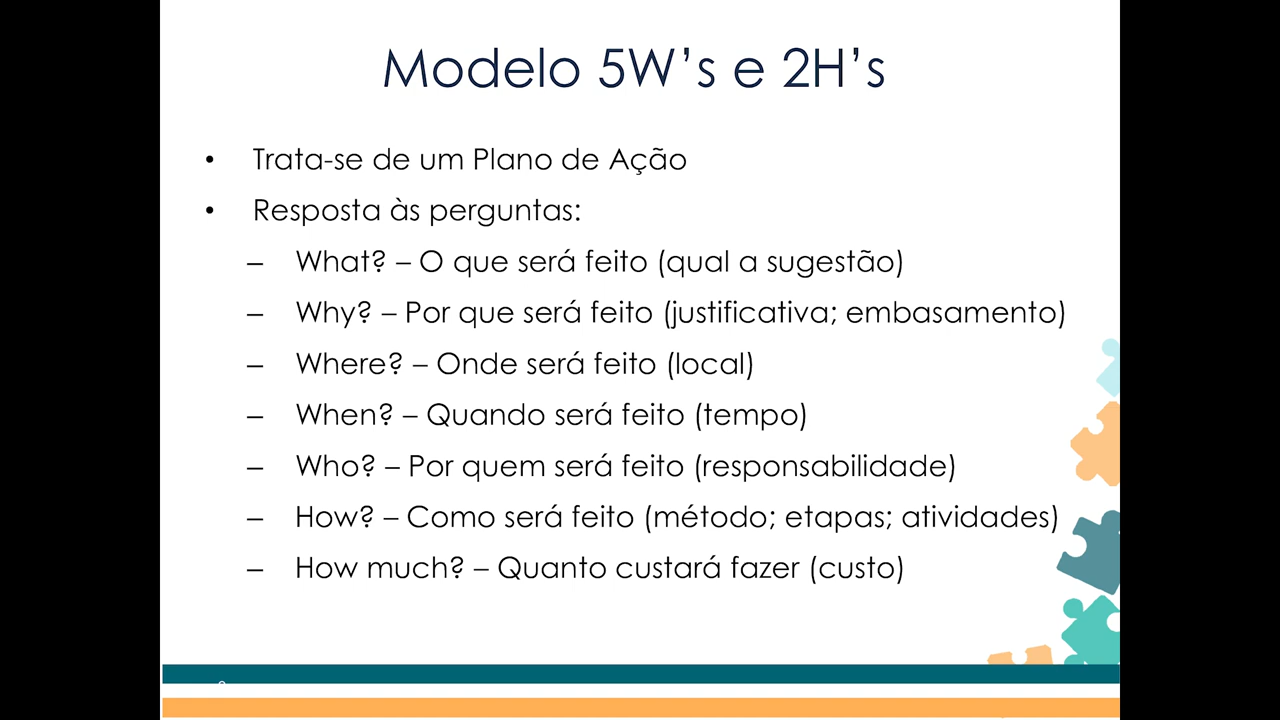 Modelo 5W’s e 2H’s
• Trata-se de um Plano de Ação
• Resposta às perguntas:
– What? – O que será feito (qual a sugestão)
– Why? – Por que será feito (justificativa; embasamento)
– Where? – Onde será feito (local)
– When? – Quando será feito (tempo)
– Who? – Por quem será feito (responsabilidade)
– How? – Como será feito (método; etapas; atividades)
– How much? – Quanto custará fazer (custo)